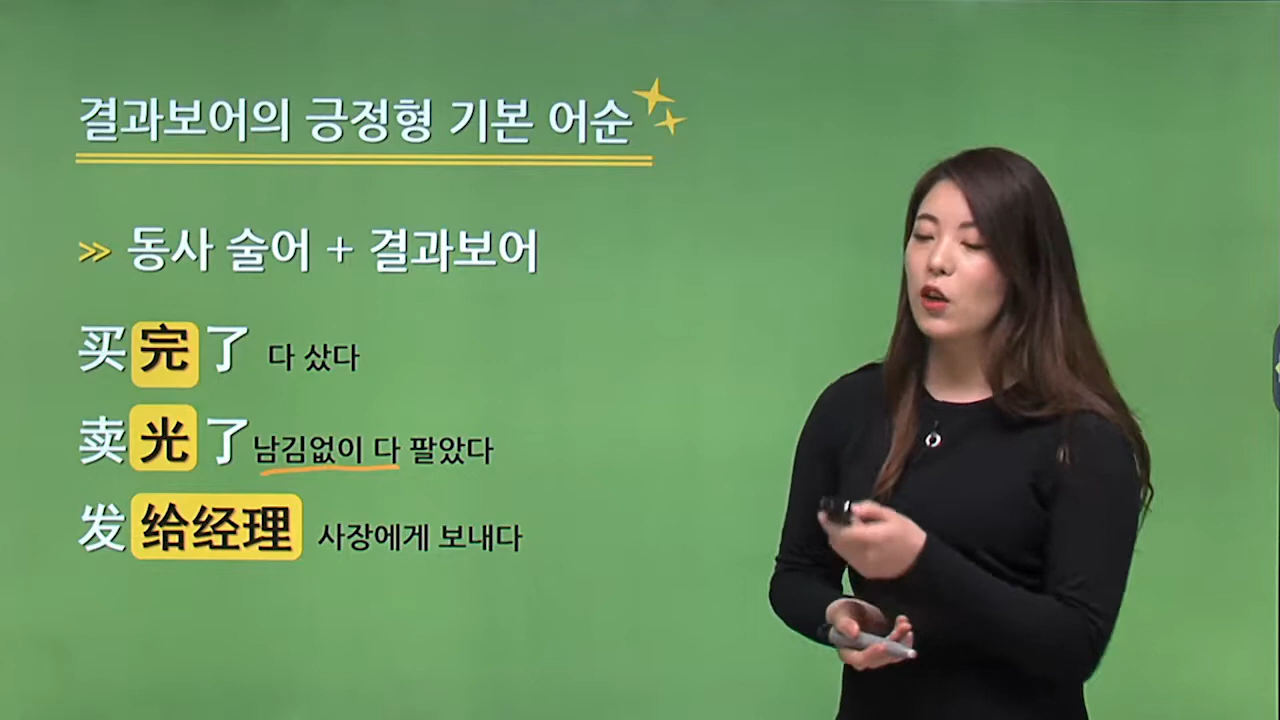 결과보어의 긍정형 기본 어순
» 동사 술어 + 결과보어
买完了 다 샀다
卖光了 남김없이 다 팔았다
发给经理 사장에게 보내다